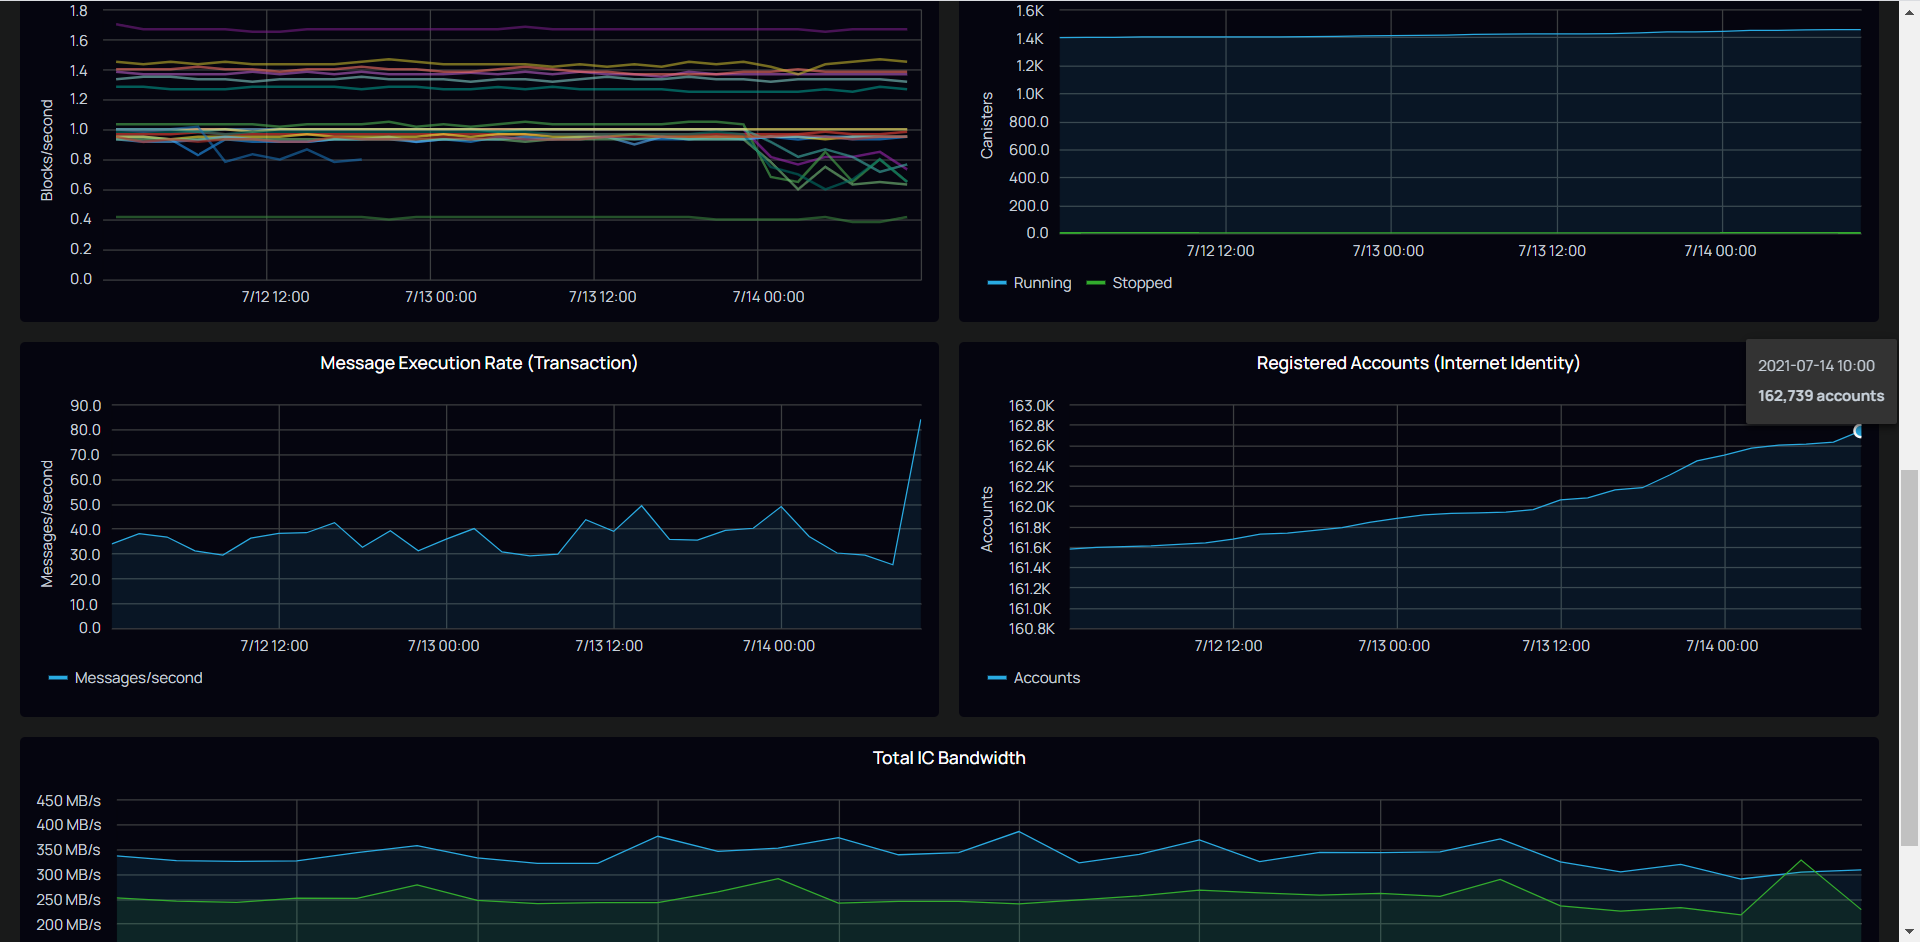 1.8
1.6
1.4
1.2
1.0
0.8
0.6
0.4
0.2
0.0
Blocks/second
7/12 12:00
7/13 00:00
7/13 12:00
7/14 00:00
1.6K
1.4K
1.2K
1.0K
800.0
600.0
400.0
200.0
0.0
Canisters
7/12 12:00
7/13 00:00
7/13 12:00
7/14 00:00
Running
Stopped
Message Execution Rate (Transaction)
90.0
80.0
70.0
60.0
50.0
40.0
30.0
20.0
10.0
0.0
Messages/second
7/12 12:00
7/13 00:00
7/13 12:00
7/14 00:00
Messages/second
Registered Accounts (Internet Identity)
2021-07-14 10:00
162,739 accounts
163.0K
162.8K
162.6K
162.4K
162.2K
162.0K
161.8K
161.6K
161.4K
161.2K
161.0K
160.8K
Accounts
7/12 12:00
7/13 00:00
7/13 12:00
7/14 00:00
Accounts
Total IC Bandwidth
450 MB/s
400 MB/s
350 MB/s
300 MB/s
250 MB/s
200 MB/s